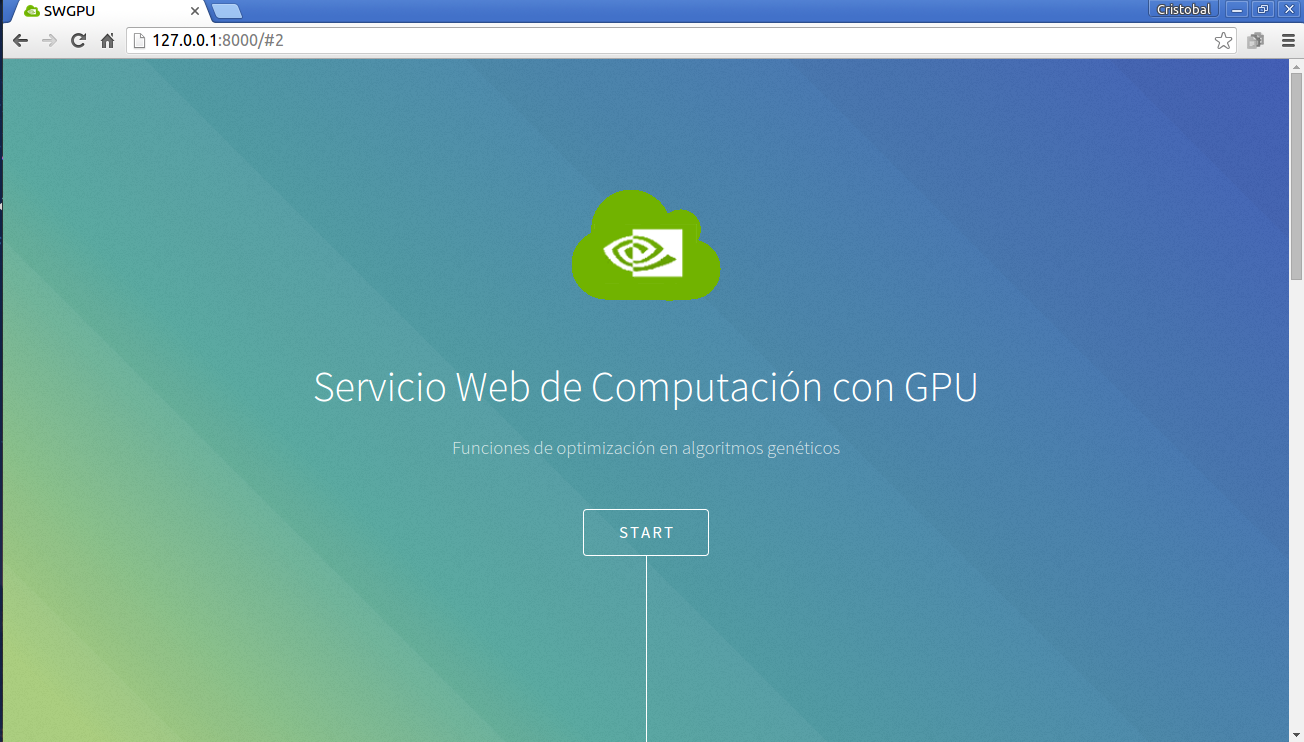 SWGPU
Cristobal
127.0.0.1:8000/#2
Servicio Web de Computación con GPU
Funciones de optimización en algoritmos genéticos
START